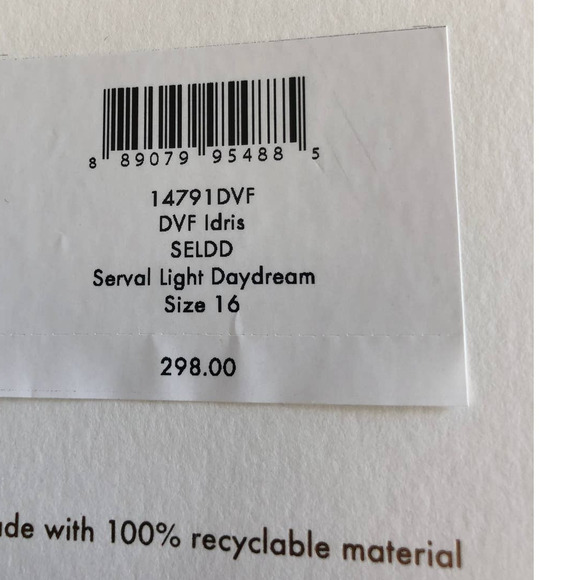 8 89079 95488 5
14791DVF
DVF Idris
SELDD
Serval Light Daydream
Size 16
298.00
with 100% recyclable material